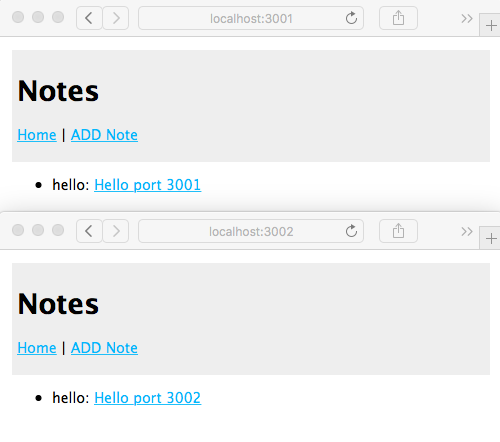 localhost:3001
Notes
Home | ADD Note
hello: Hello port 3001
localhost:3002
Notes
Home | ADD Note
hello: Hello port 3002